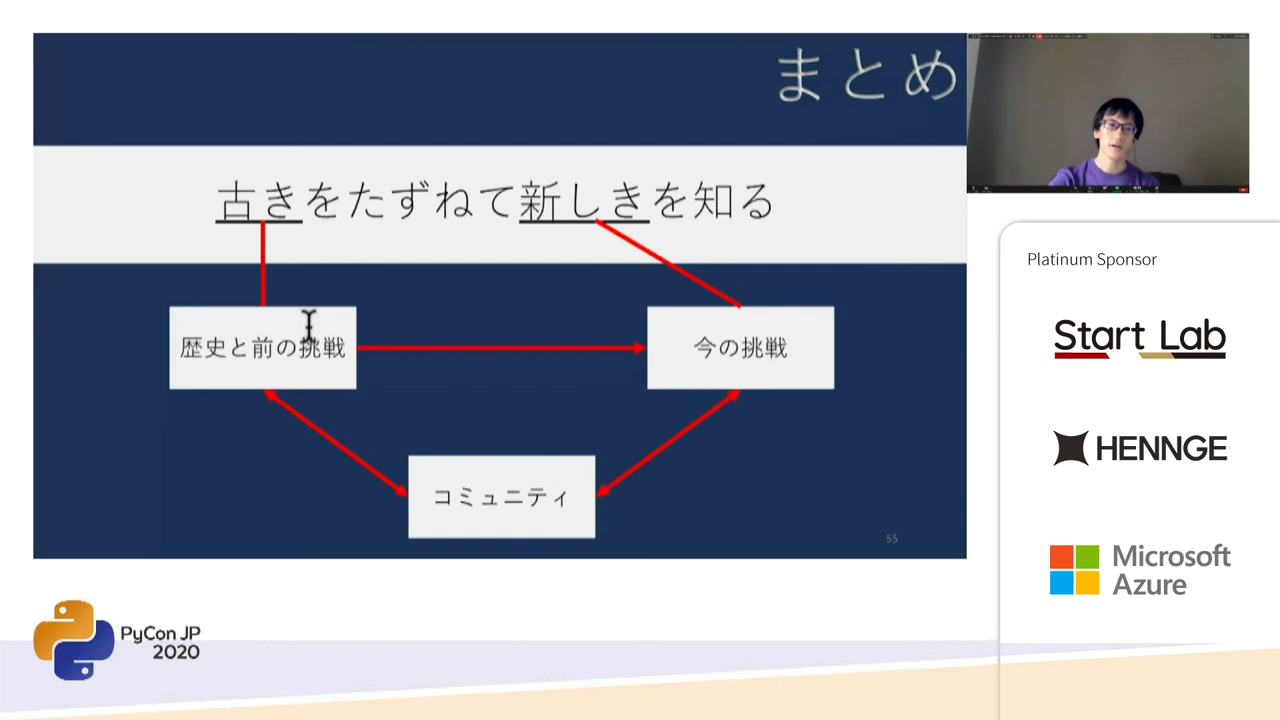 まとめ
古きをたずねて新しきを知る
歴史と前の挑戦
今の挑戦
コミュニティ
55
Platinum Sponsor
Start Lab
HENNGE
Microsoft
Azure
PyCon JP
2020